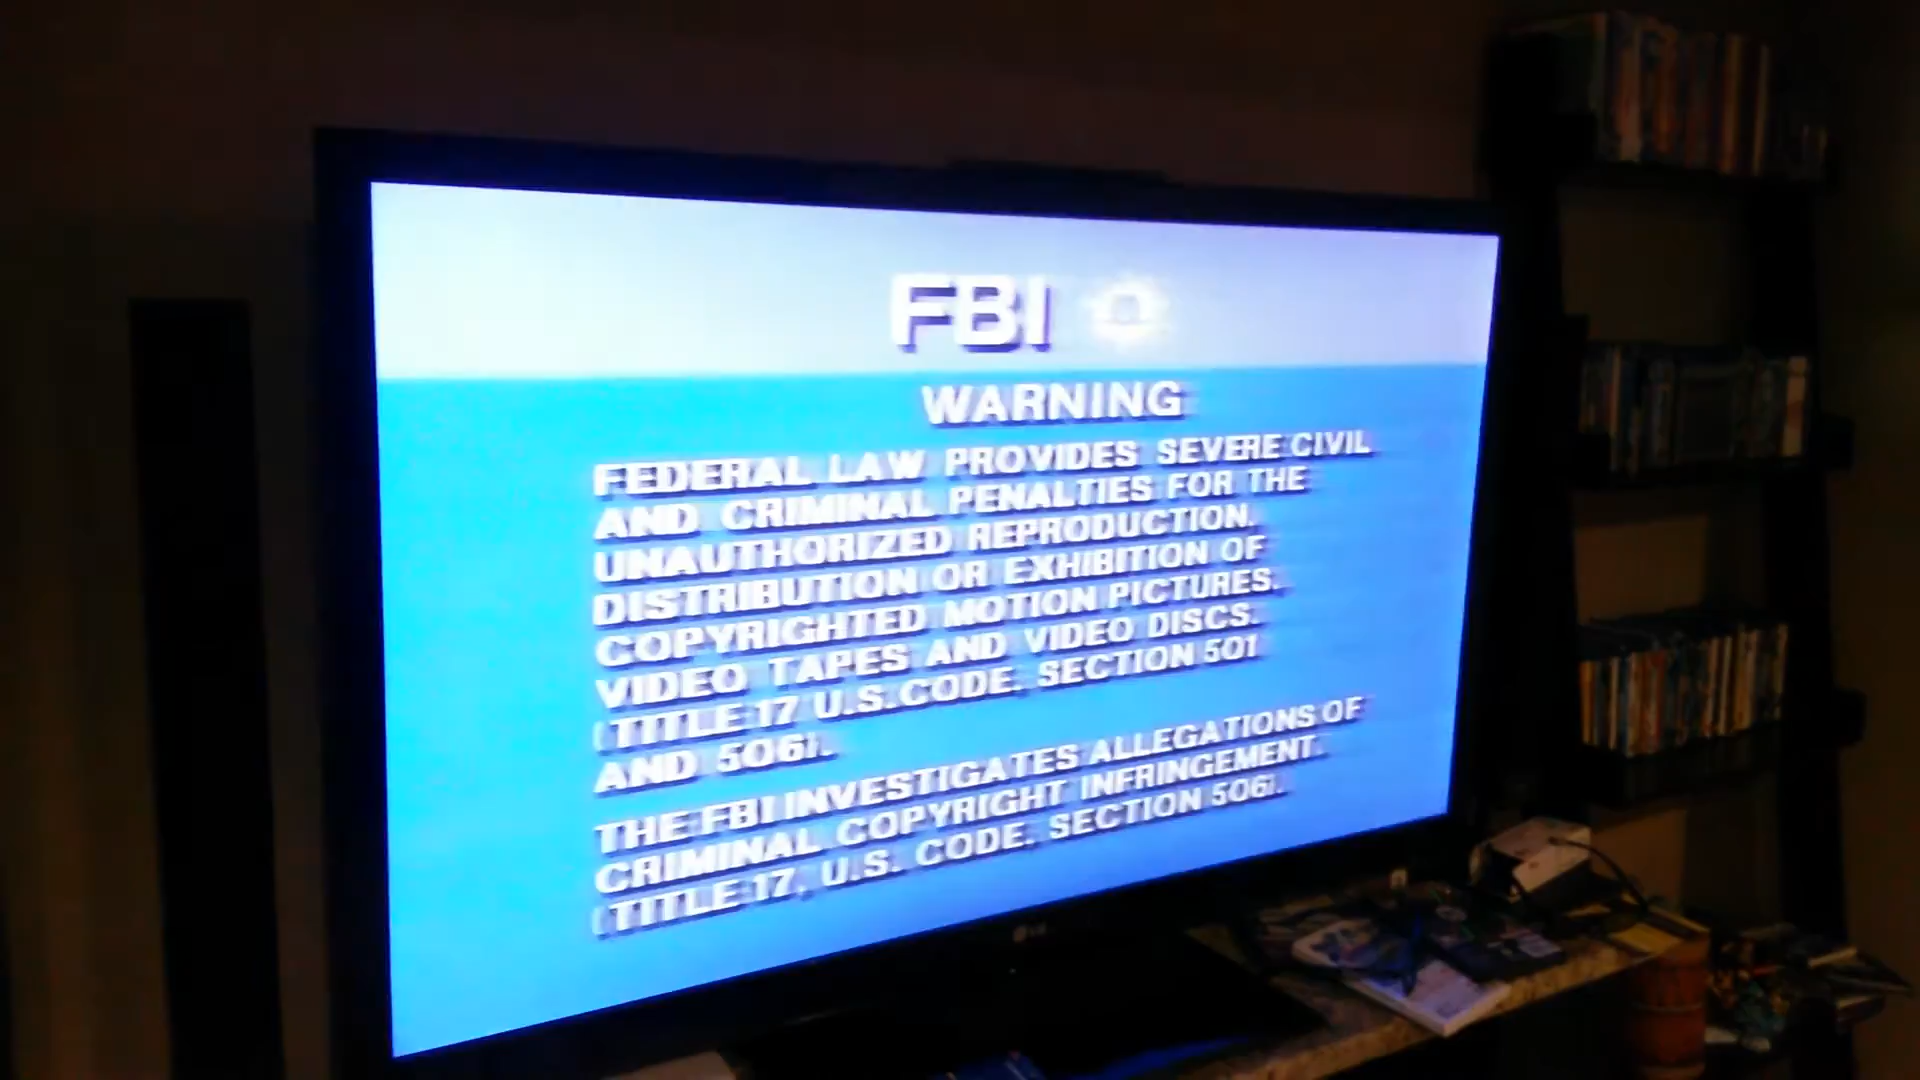 FBI
WARNING
FEDERAL LAW PROVIDES SEVERE CIVIL
AND CRIMINAL PENALTIES FOR THE
UNAUTHORIZED REPRODUCTION,
DISTRIBUTION OR EXHIBITION OF
COPYRIGHTED MOTION PICTURES,
VIDEO TAPES AND VIDEO DISCS.
(TITLE 17 U.S. CODE, SECTION 501
AND 506).
THE FBI INVESTIGATES ALLEGATIONS OF
CRIMINAL COPYRIGHT INFRINGEMENT.
(TITLE 17, U.S. CODE, SECTION 506).
LG